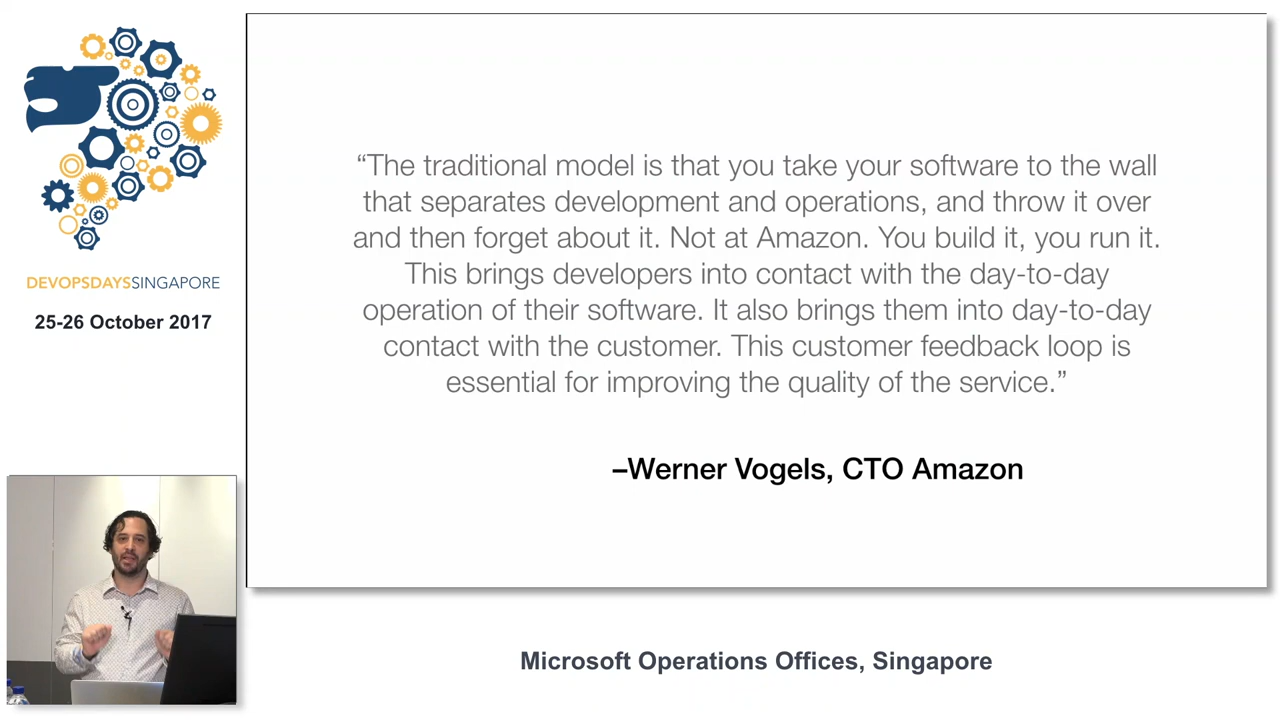 DEVOPSDAYSSINGAPORE
25-26 October 2017
“The traditional model is that you take your software to the wall
that separates development and operations, and throw it over
and then forget about it. Not at Amazon. You build it, you run it.
This brings developers into contact with the day-to-day
operation of their software. It also brings them into day-to-day
contact with the customer. This customer feedback loop is
essential for improving the quality of the service.”
–Werner Vogels, CTO Amazon
Microsoft Operations Offices, Singapore